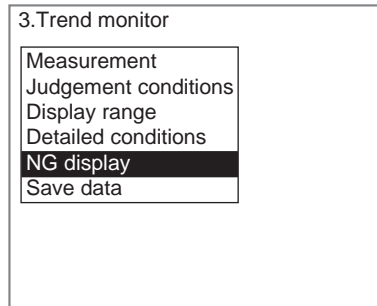 3.Trend monitor
Measurement
Judgement conditions
Display range
Detailed conditions
NG display
Save data